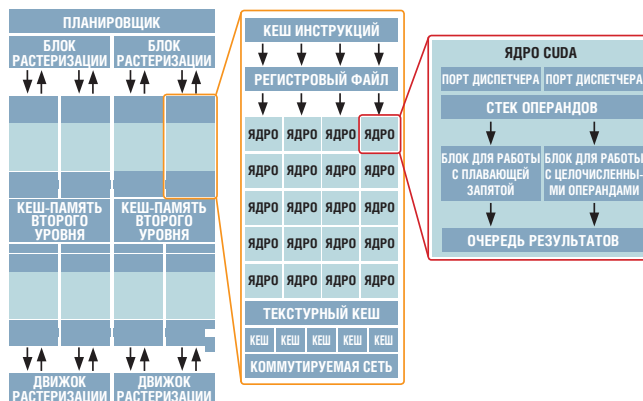 ПЛАНИРОВЩИК
БЛОК
РАСТЕРИЗАЦИИ
БЛОК
РАСТЕРИЗАЦИИ
КЕШ-ПАМЯТЬ
ВТОРОГО
УРОВНЯ
КЕШ-ПАМЯТЬ
ВТОРОГО
УРОВНЯ
ДВИЖОК
РАСТЕРИЗАЦИИ
ДВИЖОК
РАСТЕРИЗАЦИИ
КЕШ ИНСТРУКЦИЙ
РЕГИСТРОВЫЙ ФАЙЛ
ЯДРО ЯДРО ЯДРО ЯДРО
ЯДРО ЯДРО ЯДРО ЯДРО
ЯДРО ЯДРО ЯДРО ЯДРО
ЯДРО ЯДРО ЯДРО ЯДРО
ЯДРО ЯДРО ЯДРО ЯДРО
ТЕКСТУРНЫЙ КЕШ
КЕШ КЕШ КЕШ КЕШ КЕШ
КОММУТИРУЕМАЯ СЕТЬ
ЯДРО CUDA
ПОРТ ДИСПЕТЧЕРА ПОРТ ДИСПЕТЧЕРА
СТЕК ОПЕРАНДОВ
БЛОК ДЛЯ РАБОТЫ
С ПЛАВАЮЩЕЙ
ЗАПЯТОЙ
БЛОК ДЛЯ РАБОТЫ
С ЦЕЛОЧИСЛЕННЫ-
МИ ОПЕРАНДАМИ
ОЧЕРЕДЬ РЕЗУЛЬТАТОВ